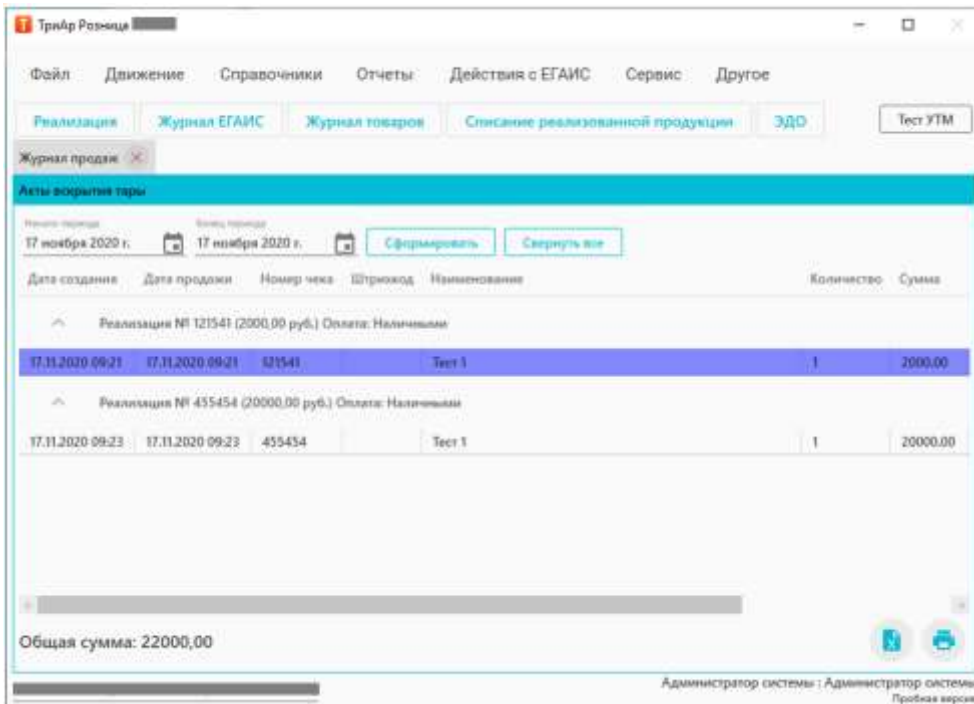 ТриАр Розница
Файл Движение Справочники Отчеты Действия с ЕГАИС Сервис Другое
Реализация Журнал ЕГАИС Журнал товаров Списание реализованной продукции ЭДО Тест УТМ
Журнал продаж
Акты вскрытия тары
Начало периода Конец периода
17 ноября 2020 г. 17 ноября 2020 г. Сформировать Свернуть все
Дата создания Дата продажи Номер чека Штрихкод Наименование Количество Сумма
Реализация № 121541 (2000,00 руб.) Оплата: Наличными
17.11.2020 09:21 17.11.2020 09:21 121541 Тест 1 1 2000.00
Реализация № 455454 (20000,00 руб.) Оплата: Наличными
17.11.2020 09:23 17.11.2020 09:23 455454 Тест 1 1 20000.00
Общая сумма: 22000,00
Администратор системы : Администратор системы
Пробная версия